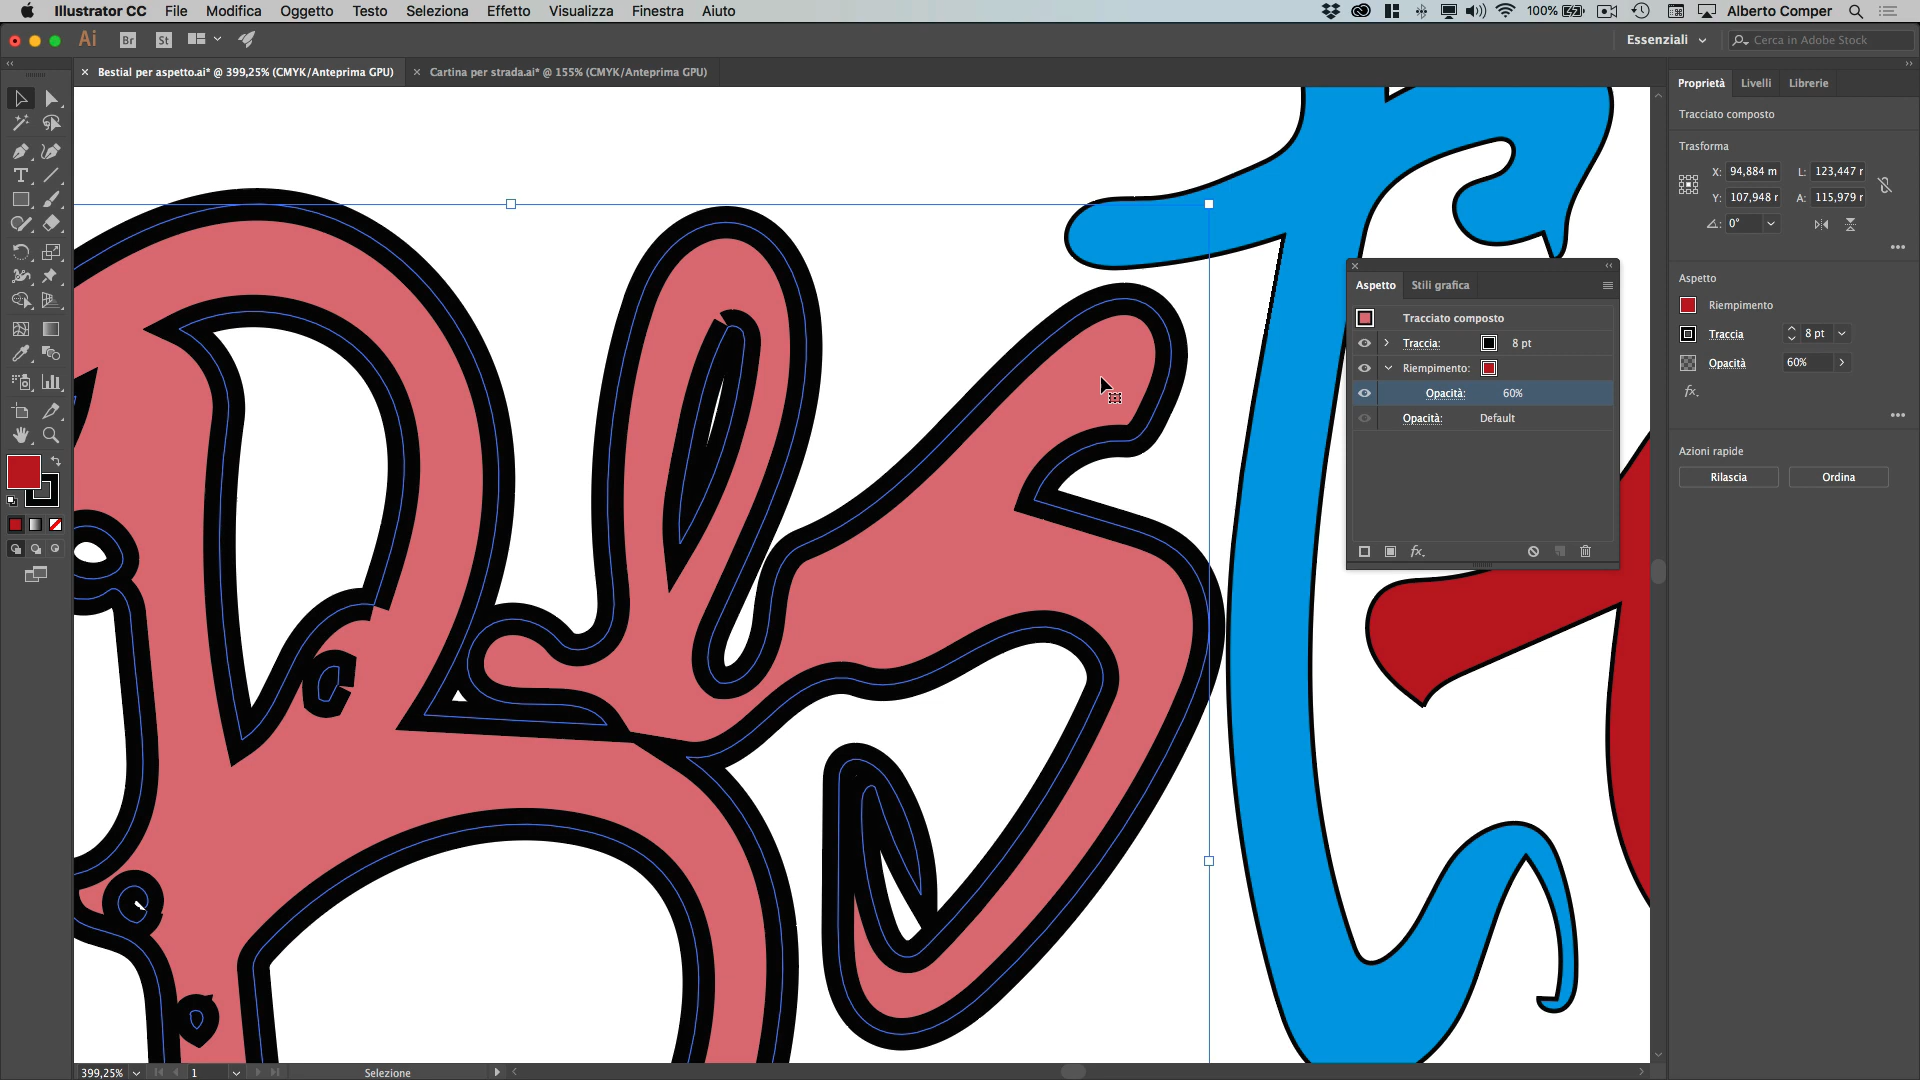 Illustrator CC File Modifica Oggetto Testo Seleziona Effetto Visualizza Finestra Aiuto 100% Alberto Comper
Ai Br St Essenziali Cerca in Adobe Stock
Bestial per aspetto.ai* @ 399,25% (CMYK/Anteprima GPU) Cartina per strada.ai* @ 155% (CMYK/Anteprima GPU)
Proprietà Livelli Librerie
Tracciato composto
Trasforma
X: 94,884 m L: 123,447 r
Y: 107,948 r A: 115,979 r
0°
Aspetto
Riempimento
Traccia 8 pt
Opacità 60%
fx.
Azioni rapide
Rilascia Ordina
Aspetto Stili grafica
Tracciato composto
Traccia: 8 pt
Riempimento:
Opacità: 60%
Opacità: Default
fx.
399,25% 1 Selezione